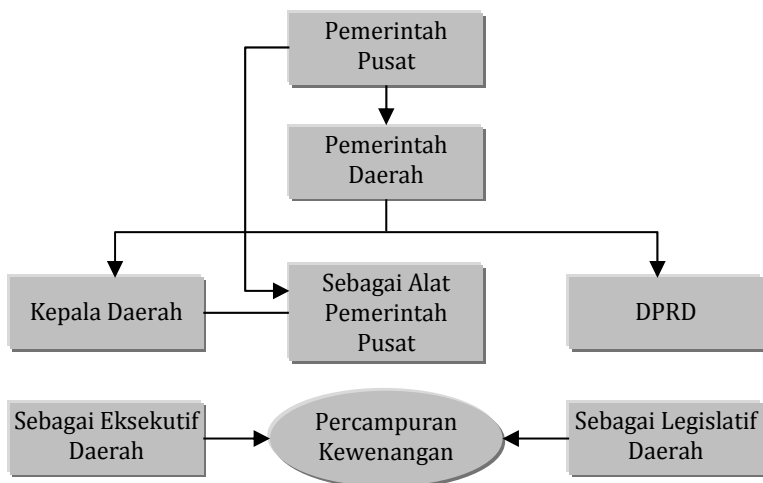 Pemerintah
Pusat
Pemerintah
Daerah
Kepala Daerah
Sebagai Alat
Pemerintah
Pusat
DPRD
Sebagai Eksekutif
Daerah
Percampuran
Kewenangan
Sebagai Legislatif
Daerah